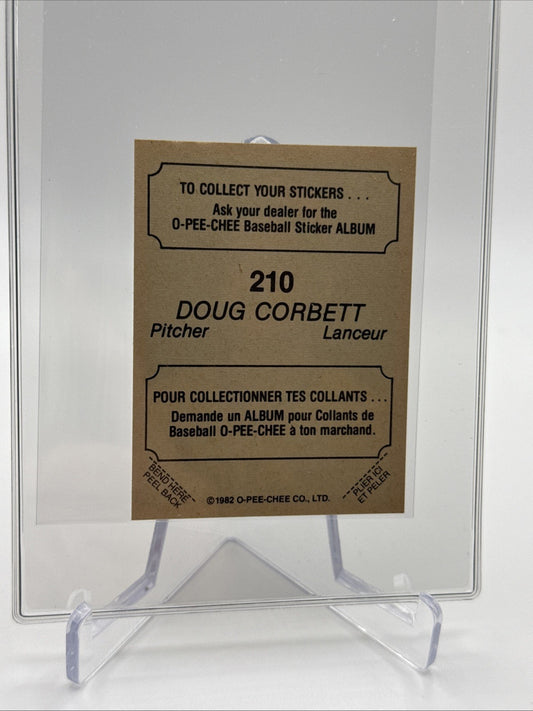 TO COLLECT YOUR STICKERS . . .
Ask your dealer for the
O-PEE-CHEE Baseball Sticker ALBUM
210
DOUG CORBETT
Pitcher Lanceur
POUR COLLECTIONNER TES COLLANTS . . .
Demande un ALBUM pour Collants de
Baseball O-PEE-CHEE à ton marchand.
BEND HERE
PEEL BACK
©1982 O-PEE-CHEE CO., LTD.
PLIER ICI
ET PELER